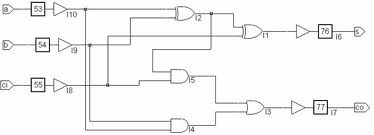 a 53 I10
I2
b 54 I9
I1 76 I6 s
ci 55 I8
I5
I3 77 I7 co
I4